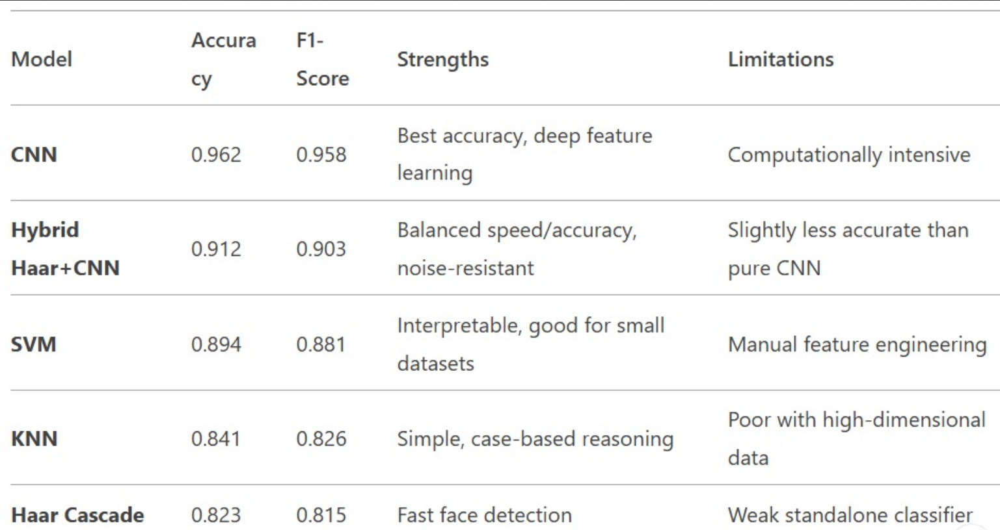 Model Accura cy F1- Score Strengths Limitations
CNN 0.962 0.958 Best accuracy, deep feature learning Computationally intensive
Hybrid Haar+CNN 0.912 0.903 Balanced speed/accuracy, noise-resistant Slightly less accurate than pure CNN
SVM 0.894 0.881 Interpretable, good for small datasets Manual feature engineering
KNN 0.841 0.826 Simple, case-based reasoning Poor with high-dimensional data
Haar Cascade 0.823 0.815 Fast face detection Weak standalone classifier